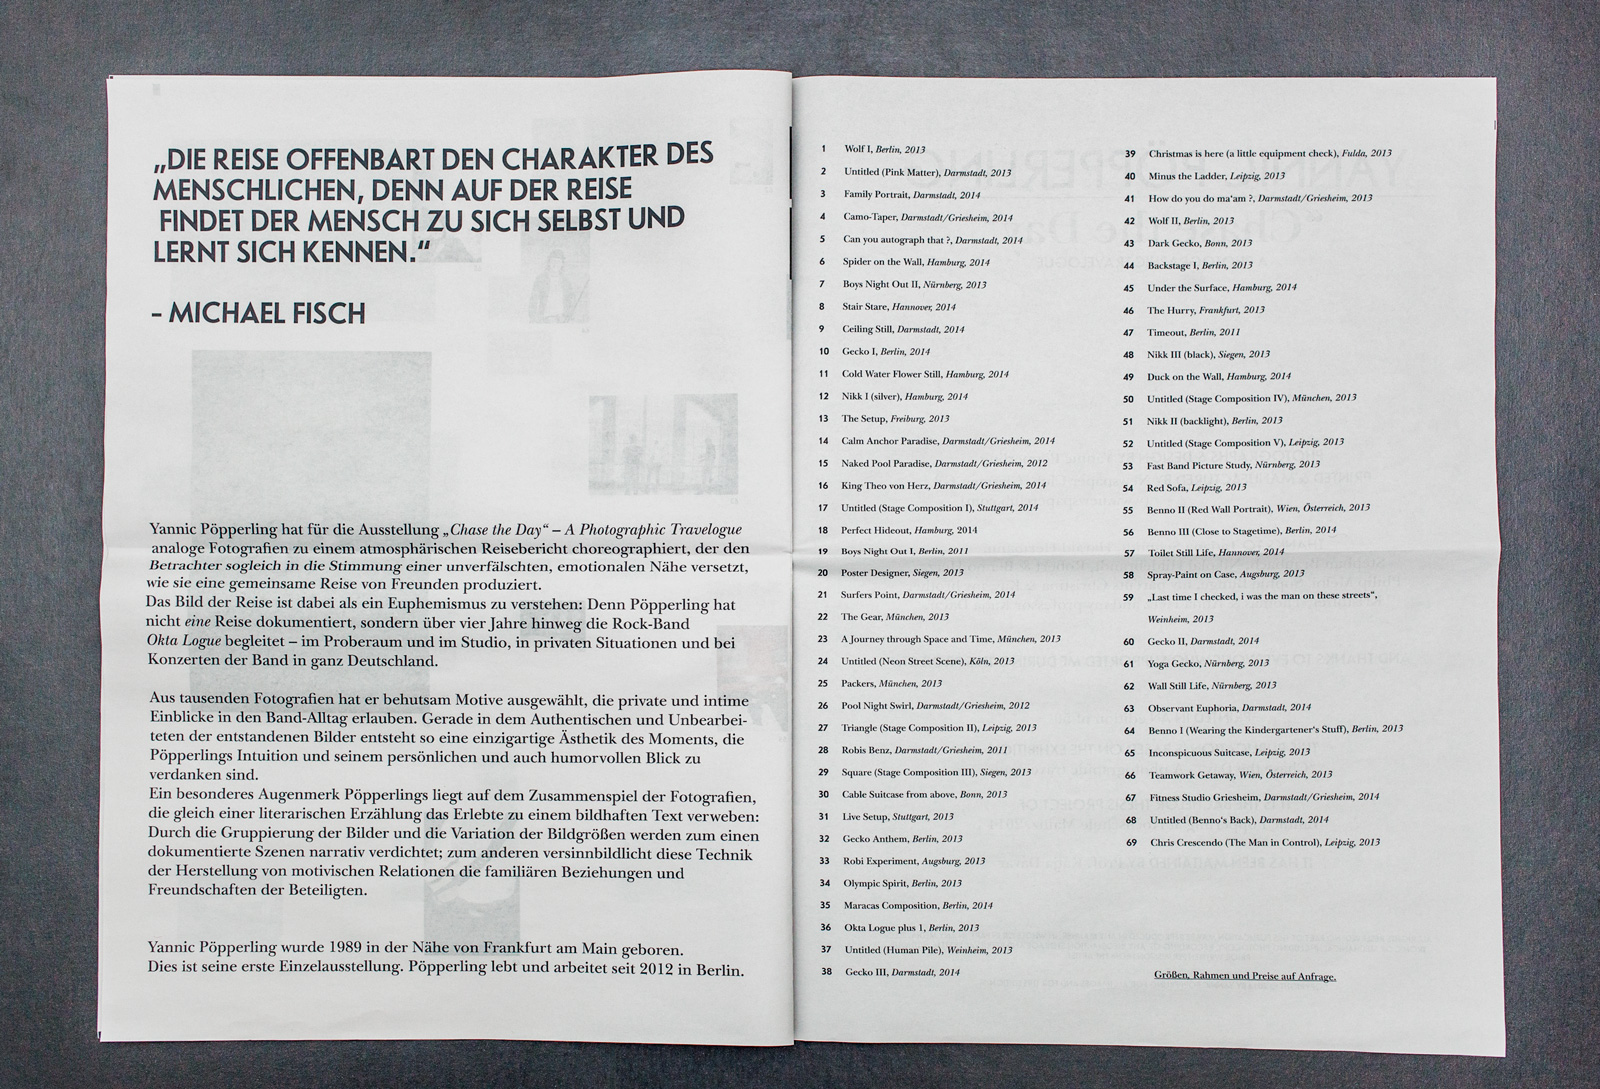 „DIE REISE OFFENBART DEN CHARAKTER DES
MENSCHLICHEN, DENN AUF DER REISE
FINDET DER MENSCH ZU SICH SELBST UND
LERNT SICH KENNEN.“
– MICHAEL FISCH
Yannic Pöpperling hat für die Ausstellung „Chase the Day“ – A Photographic Travelogue
analoge Fotografien zu einem atmosphärischen Reisebericht choreographiert, der den
Betrachter sogleich in die Stimmung einer unverfälschten, emotionalen Nähe versetzt,
wie sie eine gemeinsame Reise von Freunden produziert.
Das Bild der Reise ist dabei als ein Euphemismus zu verstehen: Denn Pöpperling hat
nicht eine Reise dokumentiert, sondern über vier Jahre hinweg die Rock-Band
Okta Logue begleitet – im Proberaum und im Studio, in privaten Situationen und bei
Konzerten der Band in ganz Deutschland.
Aus tausenden Fotografien hat er behutsam Motive ausgewählt, die private und intime
Einblicke in den Band-Alltag erlauben. Gerade in dem Authentischen und Unbearbei-
teten der entstandenen Bilder entsteht so eine einzigartige Ästhetik des Moments, die
Pöpperlings Intuition und seinem persönlichen und auch humorvollen Blick zu
verdanken sind.
Ein besonderes Augenmerk Pöpperlings liegt auf dem Zusammenspiel der Fotografien,
die gleich einer literarischen Erzählung das Erlebte zu einem bildhaften Text verweben:
Durch die Gruppierung der Bilder und die Variation der Bildgrößen werden zum einen
dokumentierte Szenen narrativ verdichtet; zum anderen versinnbildlicht diese Technik
der Herstellung von motivischen Relationen die familiären Beziehungen und
Freundschaften der Beteiligten.
Yannic Pöpperling wurde 1989 in der Nähe von Frankfurt am Main geboren.
Dies ist seine erste Einzelausstellung. Pöpperling lebt und arbeitet seit 2012 in Berlin.
1 Wolf I, Berlin, 2013
2 Untitled (Pink Matter), Darmstadt, 2013
3 Family Portrait, Darmstadt, 2014
4 Camo-Taper, Darmstadt/Griesheim, 2014
5 Can you autograph that ?, Darmstadt, 2014
6 Spider on the Wall, Hamburg, 2014
7 Boys Night Out II, Nürnberg, 2013
8 Stair Stare, Hannover, 2014
9 Ceiling Still, Darmstadt, 2014
10 Gecko I, Berlin, 2014
11 Cold Water Flower Still, Hamburg, 2014
12 Nikk I (silver), Hamburg, 2014
13 The Setup, Freiburg, 2013
14 Calm Anchor Paradise, Darmstadt/Griesheim, 2014
15 Naked Pool Paradise, Darmstadt/Griesheim, 2012
16 King Theo von Herz, Darmstadt/Griesheim, 2014
17 Untitled (Stage Composition I), Stuttgart, 2014
18 Perfect Hideout, Hamburg, 2014
19 Boys Night Out I, Berlin, 2011
20 Poster Designer, Siegen, 2013
21 Surfers Point, Darmstadt/Griesheim, 2014
22 The Gear, München, 2013
23 A Journey through Space and Time, München, 2013
24 Untitled (Neon Street Scene), Köln, 2013
25 Packers, München, 2013
26 Pool Night Swirl, Darmstadt/Griesheim, 2012
27 Triangle (Stage Composition II), Leipzig, 2013
28 Robis Benz, Darmstadt/Griesheim, 2011
29 Square (Stage Composition III), Siegen, 2013
30 Cable Suitcase from above, Bonn, 2013
31 Live Setup, Stuttgart, 2013
32 Gecko Anthem, Berlin, 2013
33 Robi Experiment, Augsburg, 2013
34 Olympic Spirit, Berlin, 2013
35 Maracas Composition, Berlin, 2014
36 Okta Logue plus 1, Berlin, 2013
37 Untitled (Human Pile), Weinheim, 2013
38 Gecko III, Darmstadt, 2014
39 Christmas is here (a little equipment check), Fulda, 2013
40 Minus the Ladder, Leipzig, 2013
41 How do you do ma'am ?, Darmstadt/Griesheim, 2013
42 Wolf II, Berlin, 2013
43 Dark Gecko, Bonn, 2013
44 Backstage I, Berlin, 2013
45 Under the Surface, Hamburg, 2014
46 The Hurry, Frankfurt, 2013
47 Timeout, Berlin, 2011
48 Nikk III (black), Siegen, 2013
49 Duck on the Wall, Hamburg, 2014
50 Untitled (Stage Composition IV), München, 2013
51 Nikk II (backlight), Berlin, 2013
52 Untitled (Stage Composition V), Leipzig, 2013
53 Fast Band Picture Study, Nürnberg, 2013
54 Red Sofa, Leipzig, 2013
55 Benno II (Red Wall Portrait), Wien, Österreich, 2013
56 Benno III (Close to Stagetime), Berlin, 2014
57 Toilet Still Life, Hannover, 2014
58 Spray-Paint on Case, Augsburg, 2013
59 „Last time I checked, i was the man on these streets“,
Weinheim, 2013
60 Gecko II, Darmstadt, 2014
61 Yoga Gecko, Nürnberg, 2013
62 Wall Still Life, Nürnberg, 2013
63 Observant Euphoria, Darmstadt, 2014
64 Benno I (Wearing the Kindergartener's Stuff), Berlin, 2013
65 Inconspicuous Suitcase, Leipzig, 2013
66 Teamwork Getaway, Wien, Österreich, 2013
67 Fitness Studio Griesheim, Darmstadt/Griesheim, 2014
68 Untitled (Benno's Back), Darmstadt, 2014
69 Chris Crescendo (The Man in Control), Leipzig, 2013
Größen, Rahmen und Preise auf Anfrage.